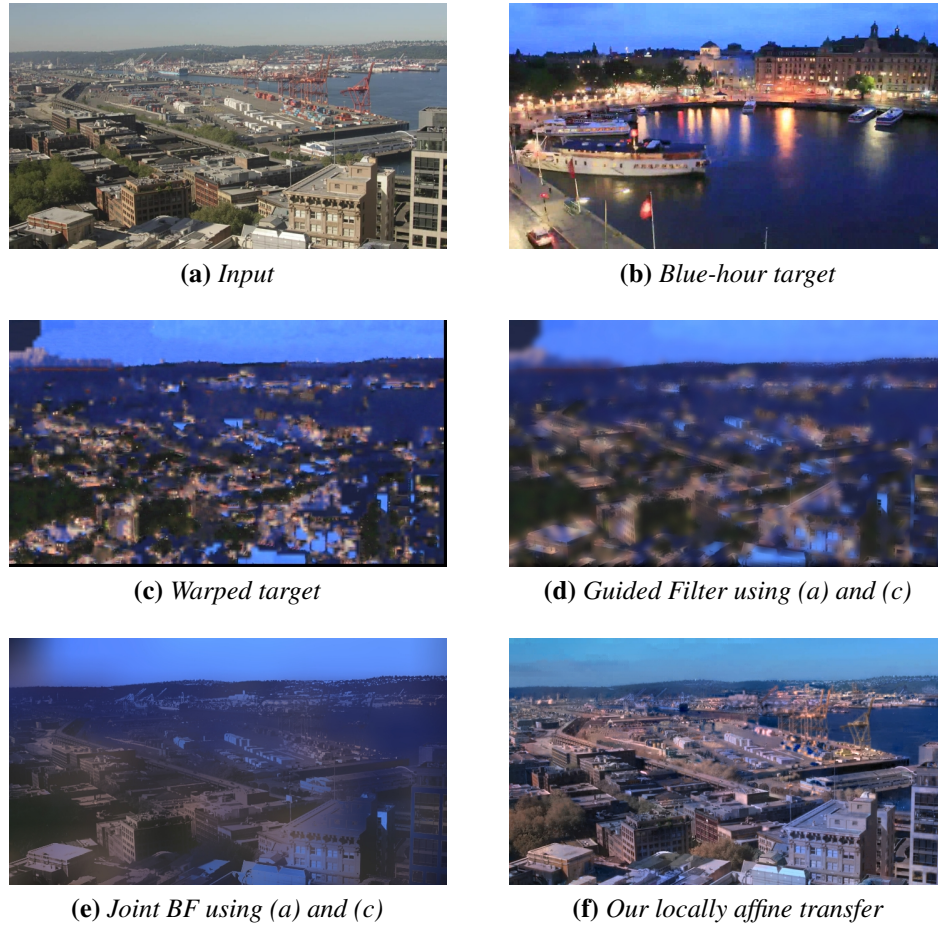 (a) Input
(b) Blue-hour target
(c) Warped target
(d) Guided Filter using (a) and (c)
(e) Joint BF using (a) and (c)
(f) Our locally affine transfer